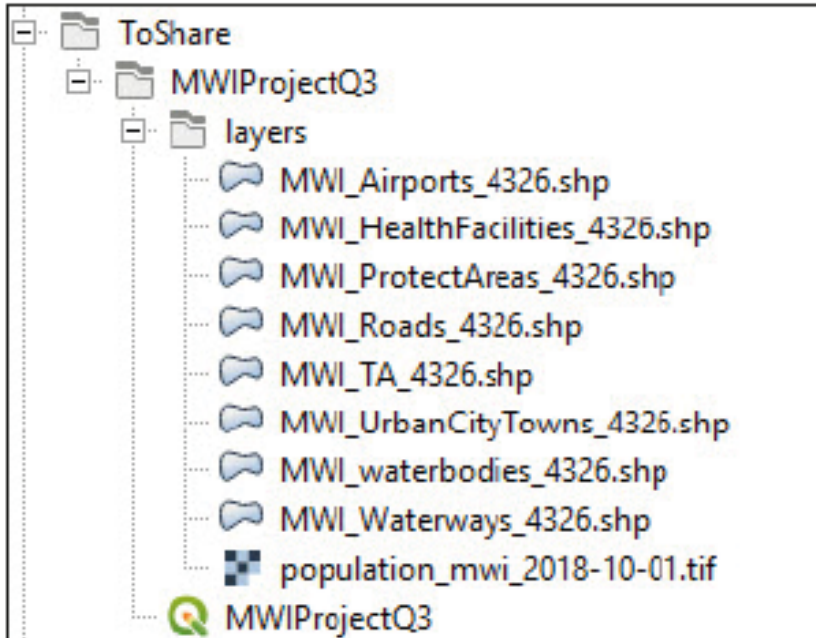 ToShare
MWIProjectQ3
layers
MWI_Airports_4326.shp
MWI_HealthFacilities_4326.shp
MWI_ProtectAreas_4326.shp
MWI_Roads_4326.shp
MWI_TA_4326.shp
MWI_UrbanCityTowns_4326.shp
MWI_waterbodies_4326.shp
MWI_Waterways_4326.shp
population_mwi_2018-10-01.tif
MWIProjectQ3